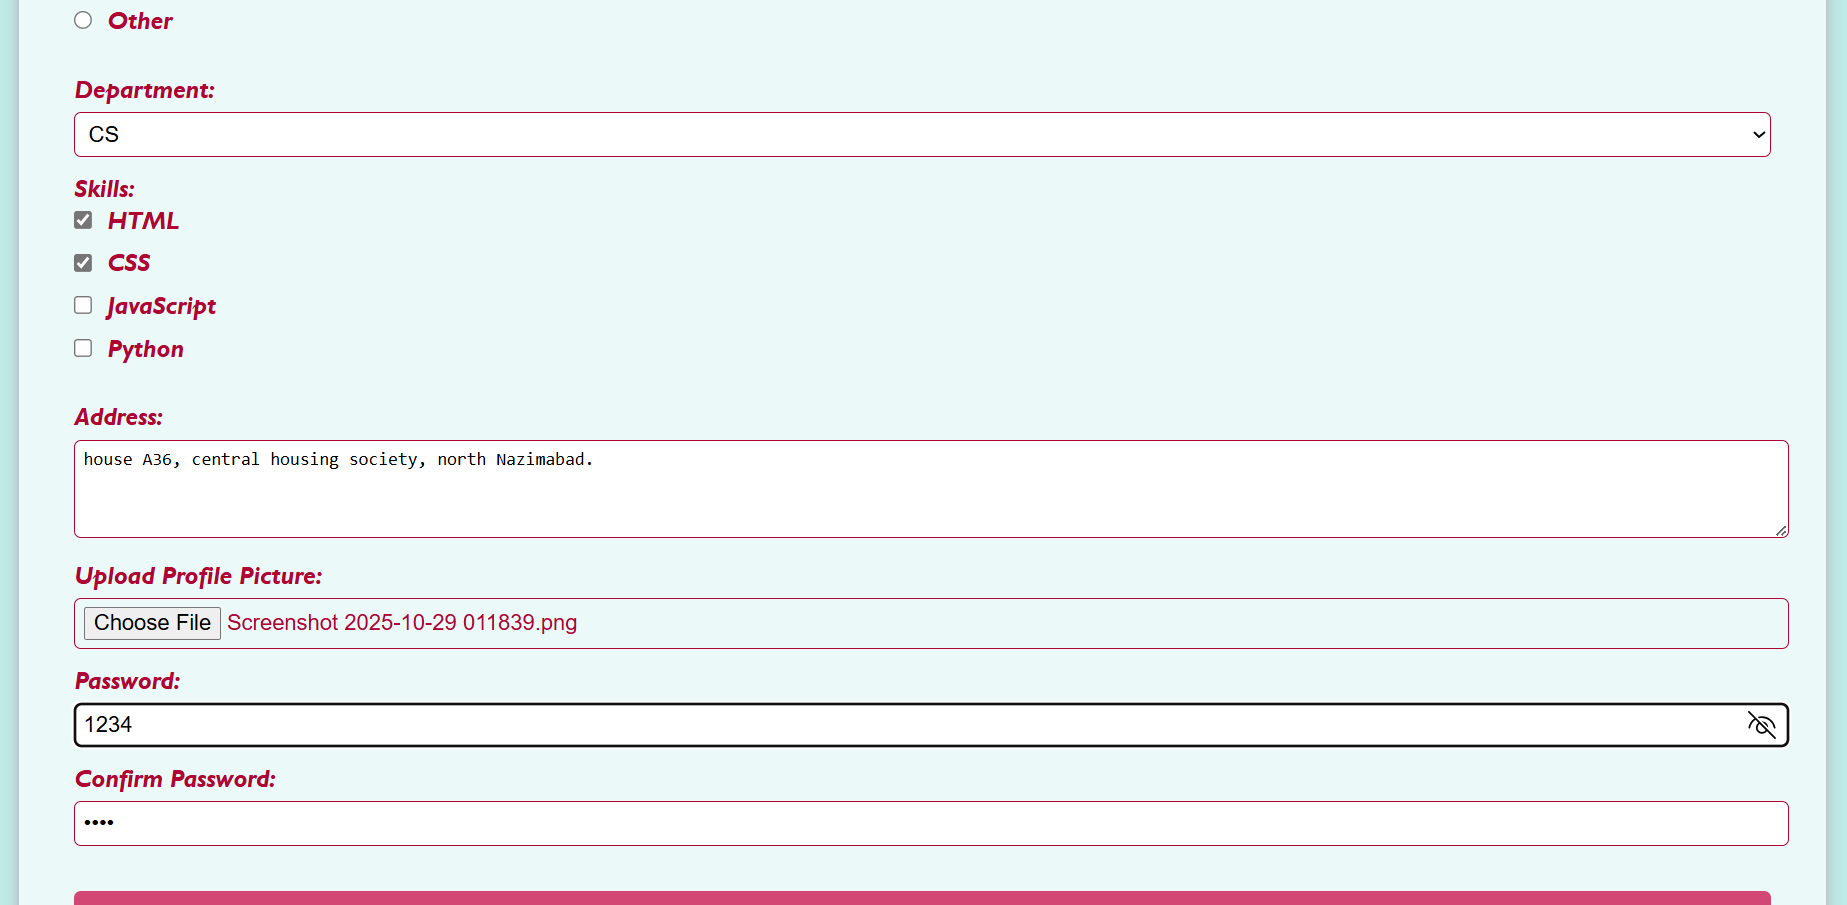 Other
Department:
CS
Skills:
HTML
CSS
JavaScript
Python
Address:
house A36, central housing society, north Nazimabad.
Upload Profile Picture:
Choose File Screenshot 2025-10-29 011839.png
Password:
1234
Confirm Password:
••••